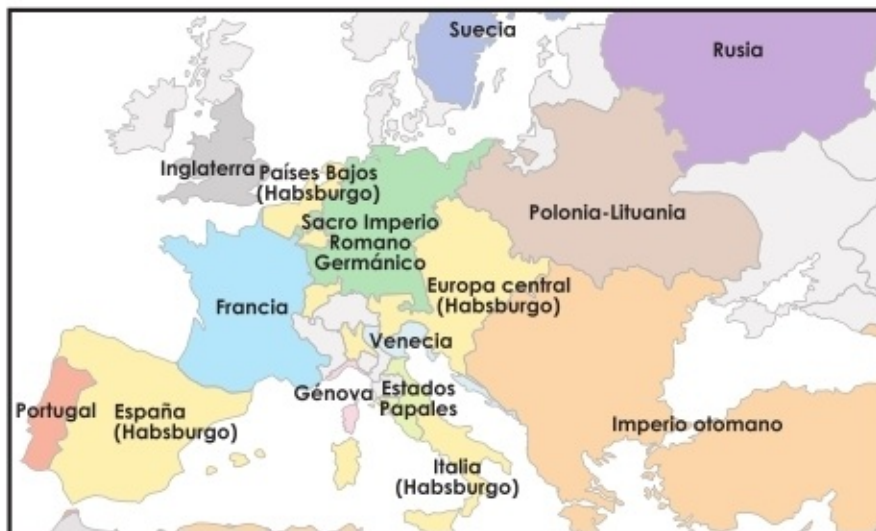 Suecia
Rusia
Inglaterra
Países Bajos
(Habsburgo)
Sacro Imperio
Romano
Germánico
Polonia-Lituania
Francia
Europa central
(Habsburgo)
Venecia
Génova
Estados
Papales
Portugal
España
(Habsburgo)
Imperio otomano
Italia
(Habsburgo)